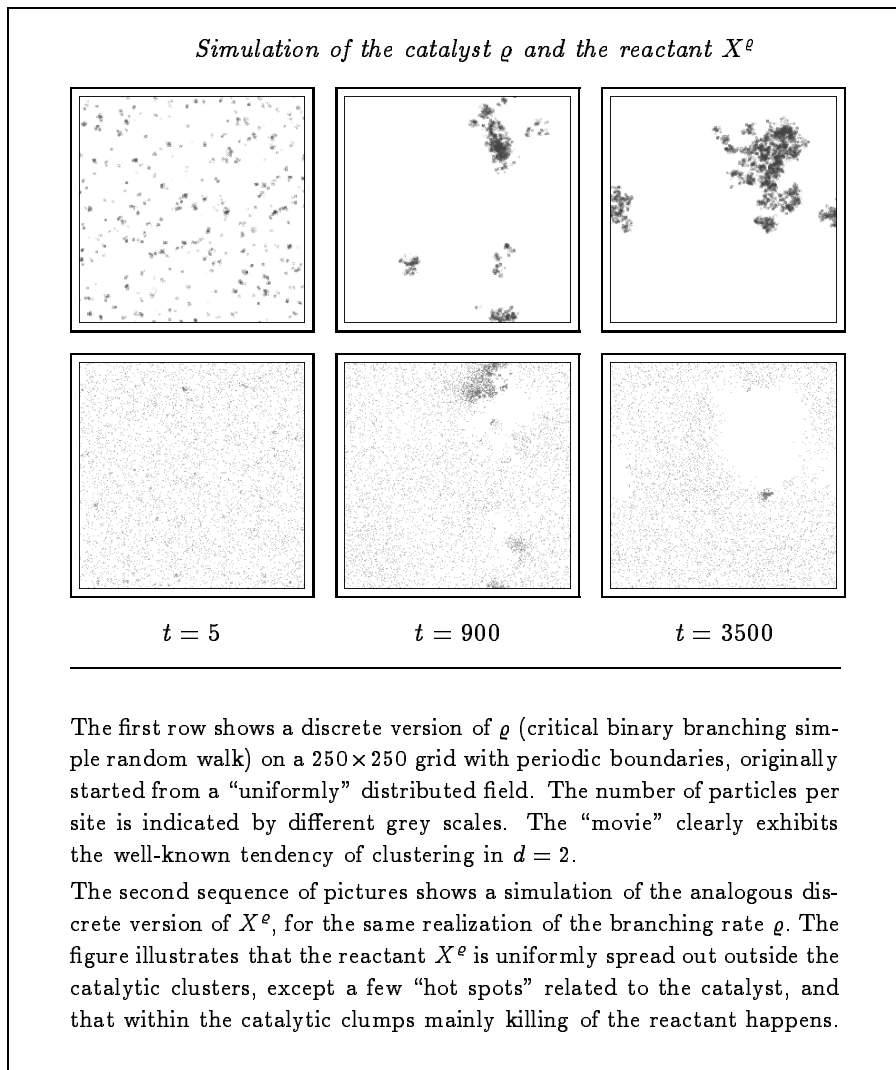 Simulation of the catalyst ϱ and the reactant X^ϱ
t = 5
t = 900
t = 3500
The first row shows a discrete version of ϱ (critical binary branching sim-
ple random walk) on a 250×250 grid with periodic boundaries, originally
started from a “uniformly” distributed field. The number of particles per
site is indicated by different grey scales. The “movie” clearly exhibits
the well-known tendency of clustering in d = 2.
The second sequence of pictures shows a simulation of the analogous dis-
crete version of X^ϱ, for the same realization of the branching rate ϱ. The
figure illustrates that the reactant X^ϱ is uniformly spread out outside the
catalytic clusters, except a few “hot spots” related to the catalyst, and
that within the catalytic clumps mainly killing of the reactant happens.